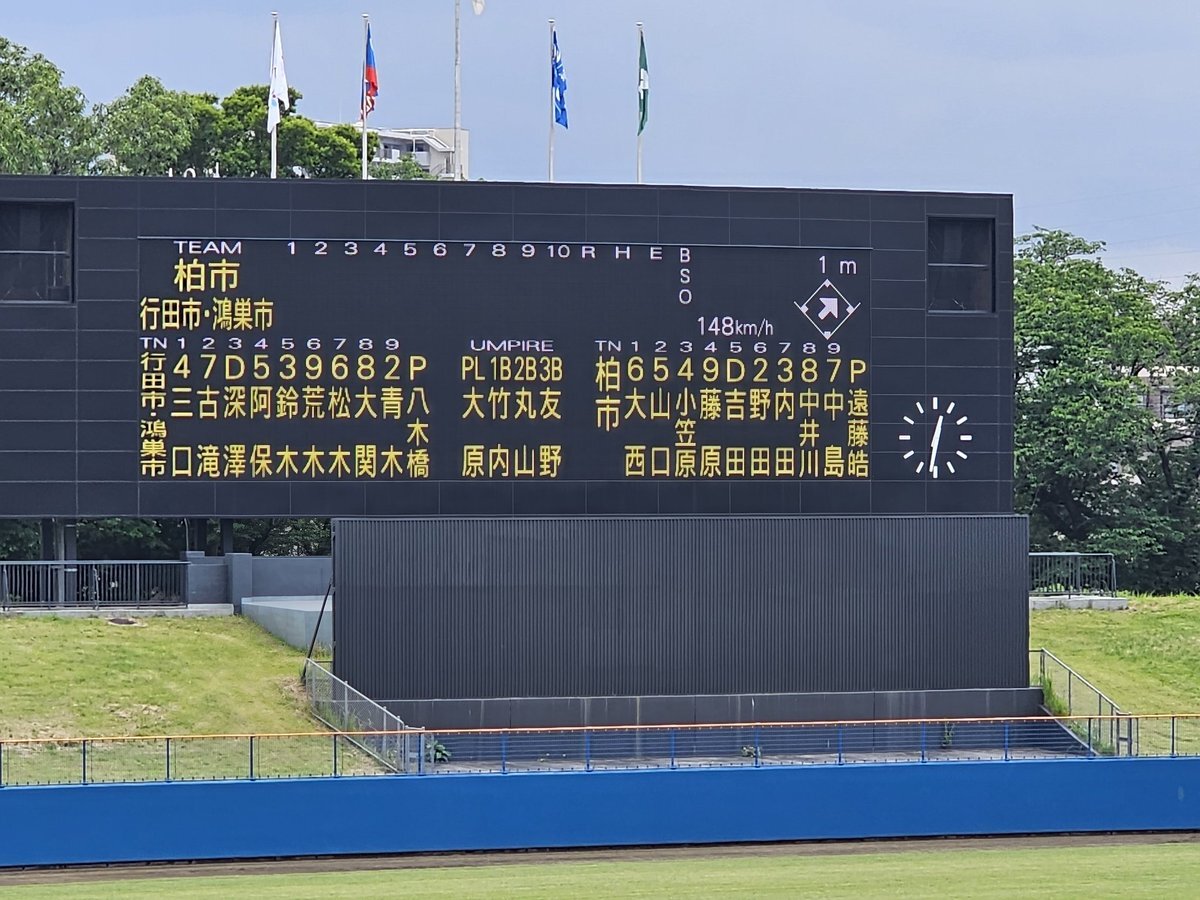 TEAM 1 2 3 4 5 6 7 8 9 10 R H E B
柏市 S
行田市・鴻巣市 O
1 m
148km/h
TN 1 2 3 4 5 6 7 8 9 UMPIRE TN 1 2 3 4 5 6 7 8 9
行田市・鴻巣市 4 7 D 5 3 9 6 8 2 P
三口 古滝 深澤 阿保 鈴木 荒木 松木 大関 青木 八木橋
PL 1B 2B 3B
大原 竹内 丸山 友野
柏市 6 5 4 9 D 2 3 8 7 P
大西 山口 小笠原 藤原 吉田 野田 内田 中井川 中島 遠藤皓